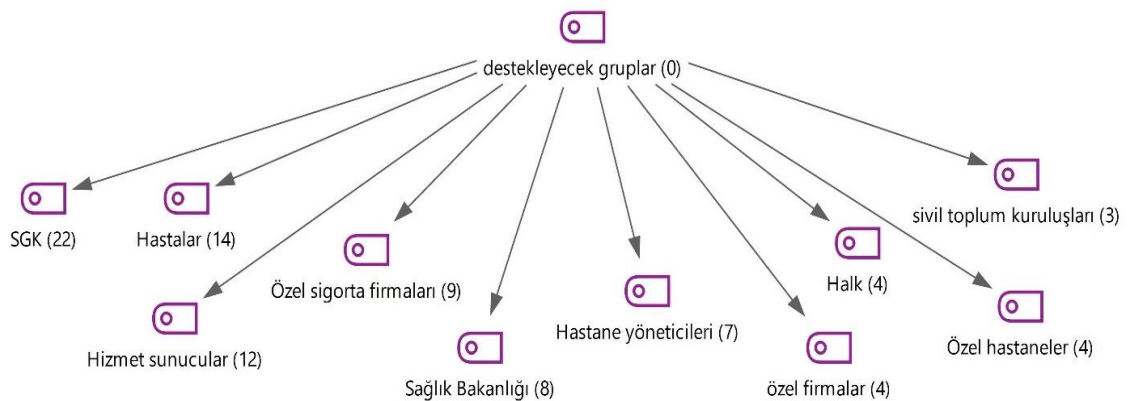 destekleyecek gruplar (0)
SGK (22)
Hastalar (14)
sivil toplum kuruluşları (3)
Özel sigorta firmaları (9)
Halk (4)
Hizmet sunucular (12)
Hastane yöneticileri (7)
Özel hastaneler (4)
Sağlık Bakanlığı (8)
özel firmalar (4)